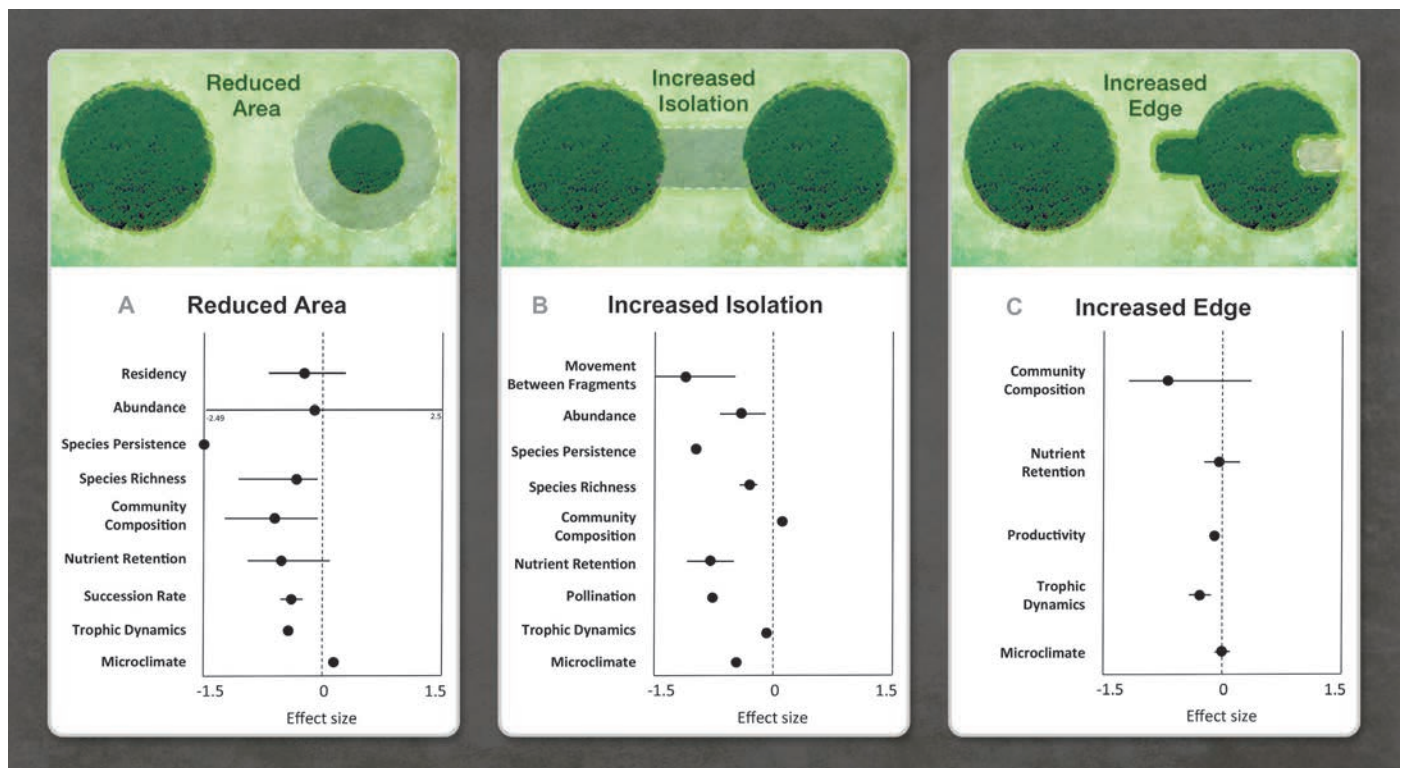 Reduced
Area
Increased
Isolation
Increased
Edge
A Reduced Area
Residency
Abundance
-2.49 2.5
Species Persistence
Species Richness
Community
Composition
Nutrient Retention
Succession Rate
Trophic Dynamics
Microclimate
-1.5 0 1.5
Effect size
B Increased Isolation
Movement
Between Fragments
Abundance
Species Persistence
Species Richness
Community
Composition
Nutrient Retention
Pollination
Trophic Dynamics
Microclimate
-1.5 0 1.5
Effect size
C Increased Edge
Community
Composition
Nutrient
Retention
Productivity
Trophic
Dynamics
Microclimate
-1.5 0 1.5
Effect size